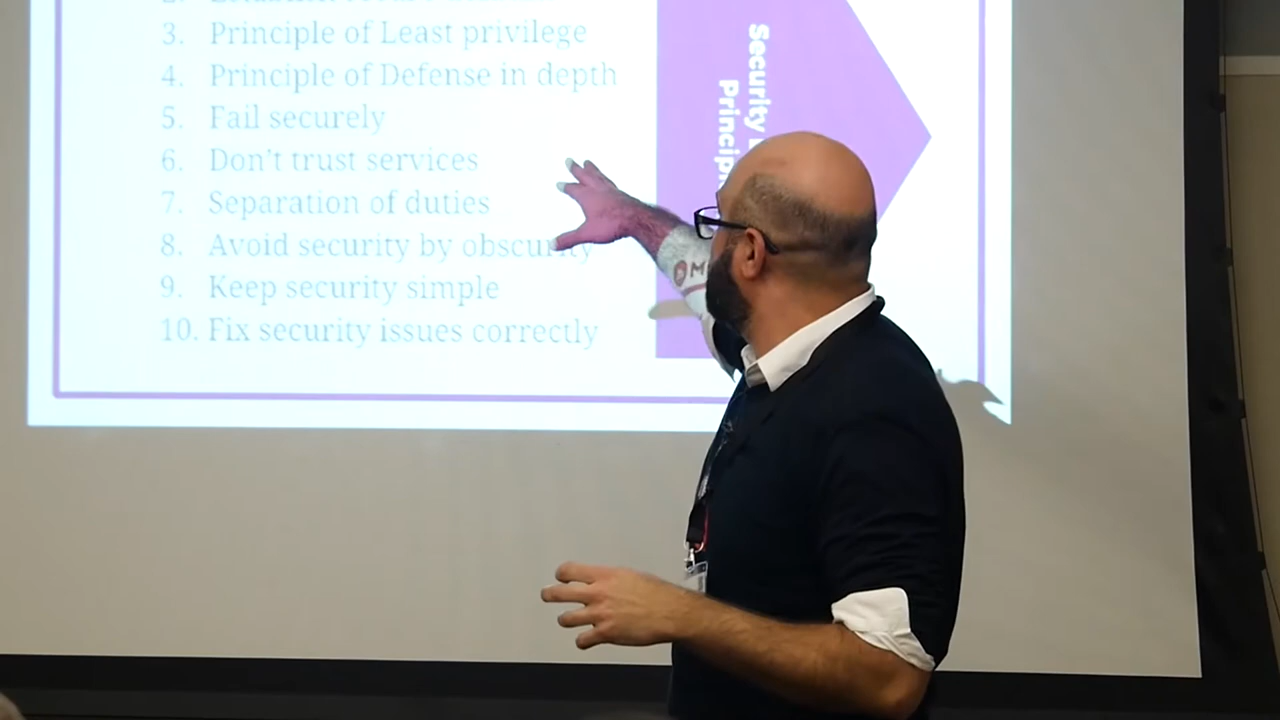 3. Principle of Least privilege
4. Principle of Defense in depth
5. Fail securely
6. Don't trust services
7. Separation of duties
8. Avoid security by obscurity
9. Keep security simple
10. Fix security issues correctly
Security